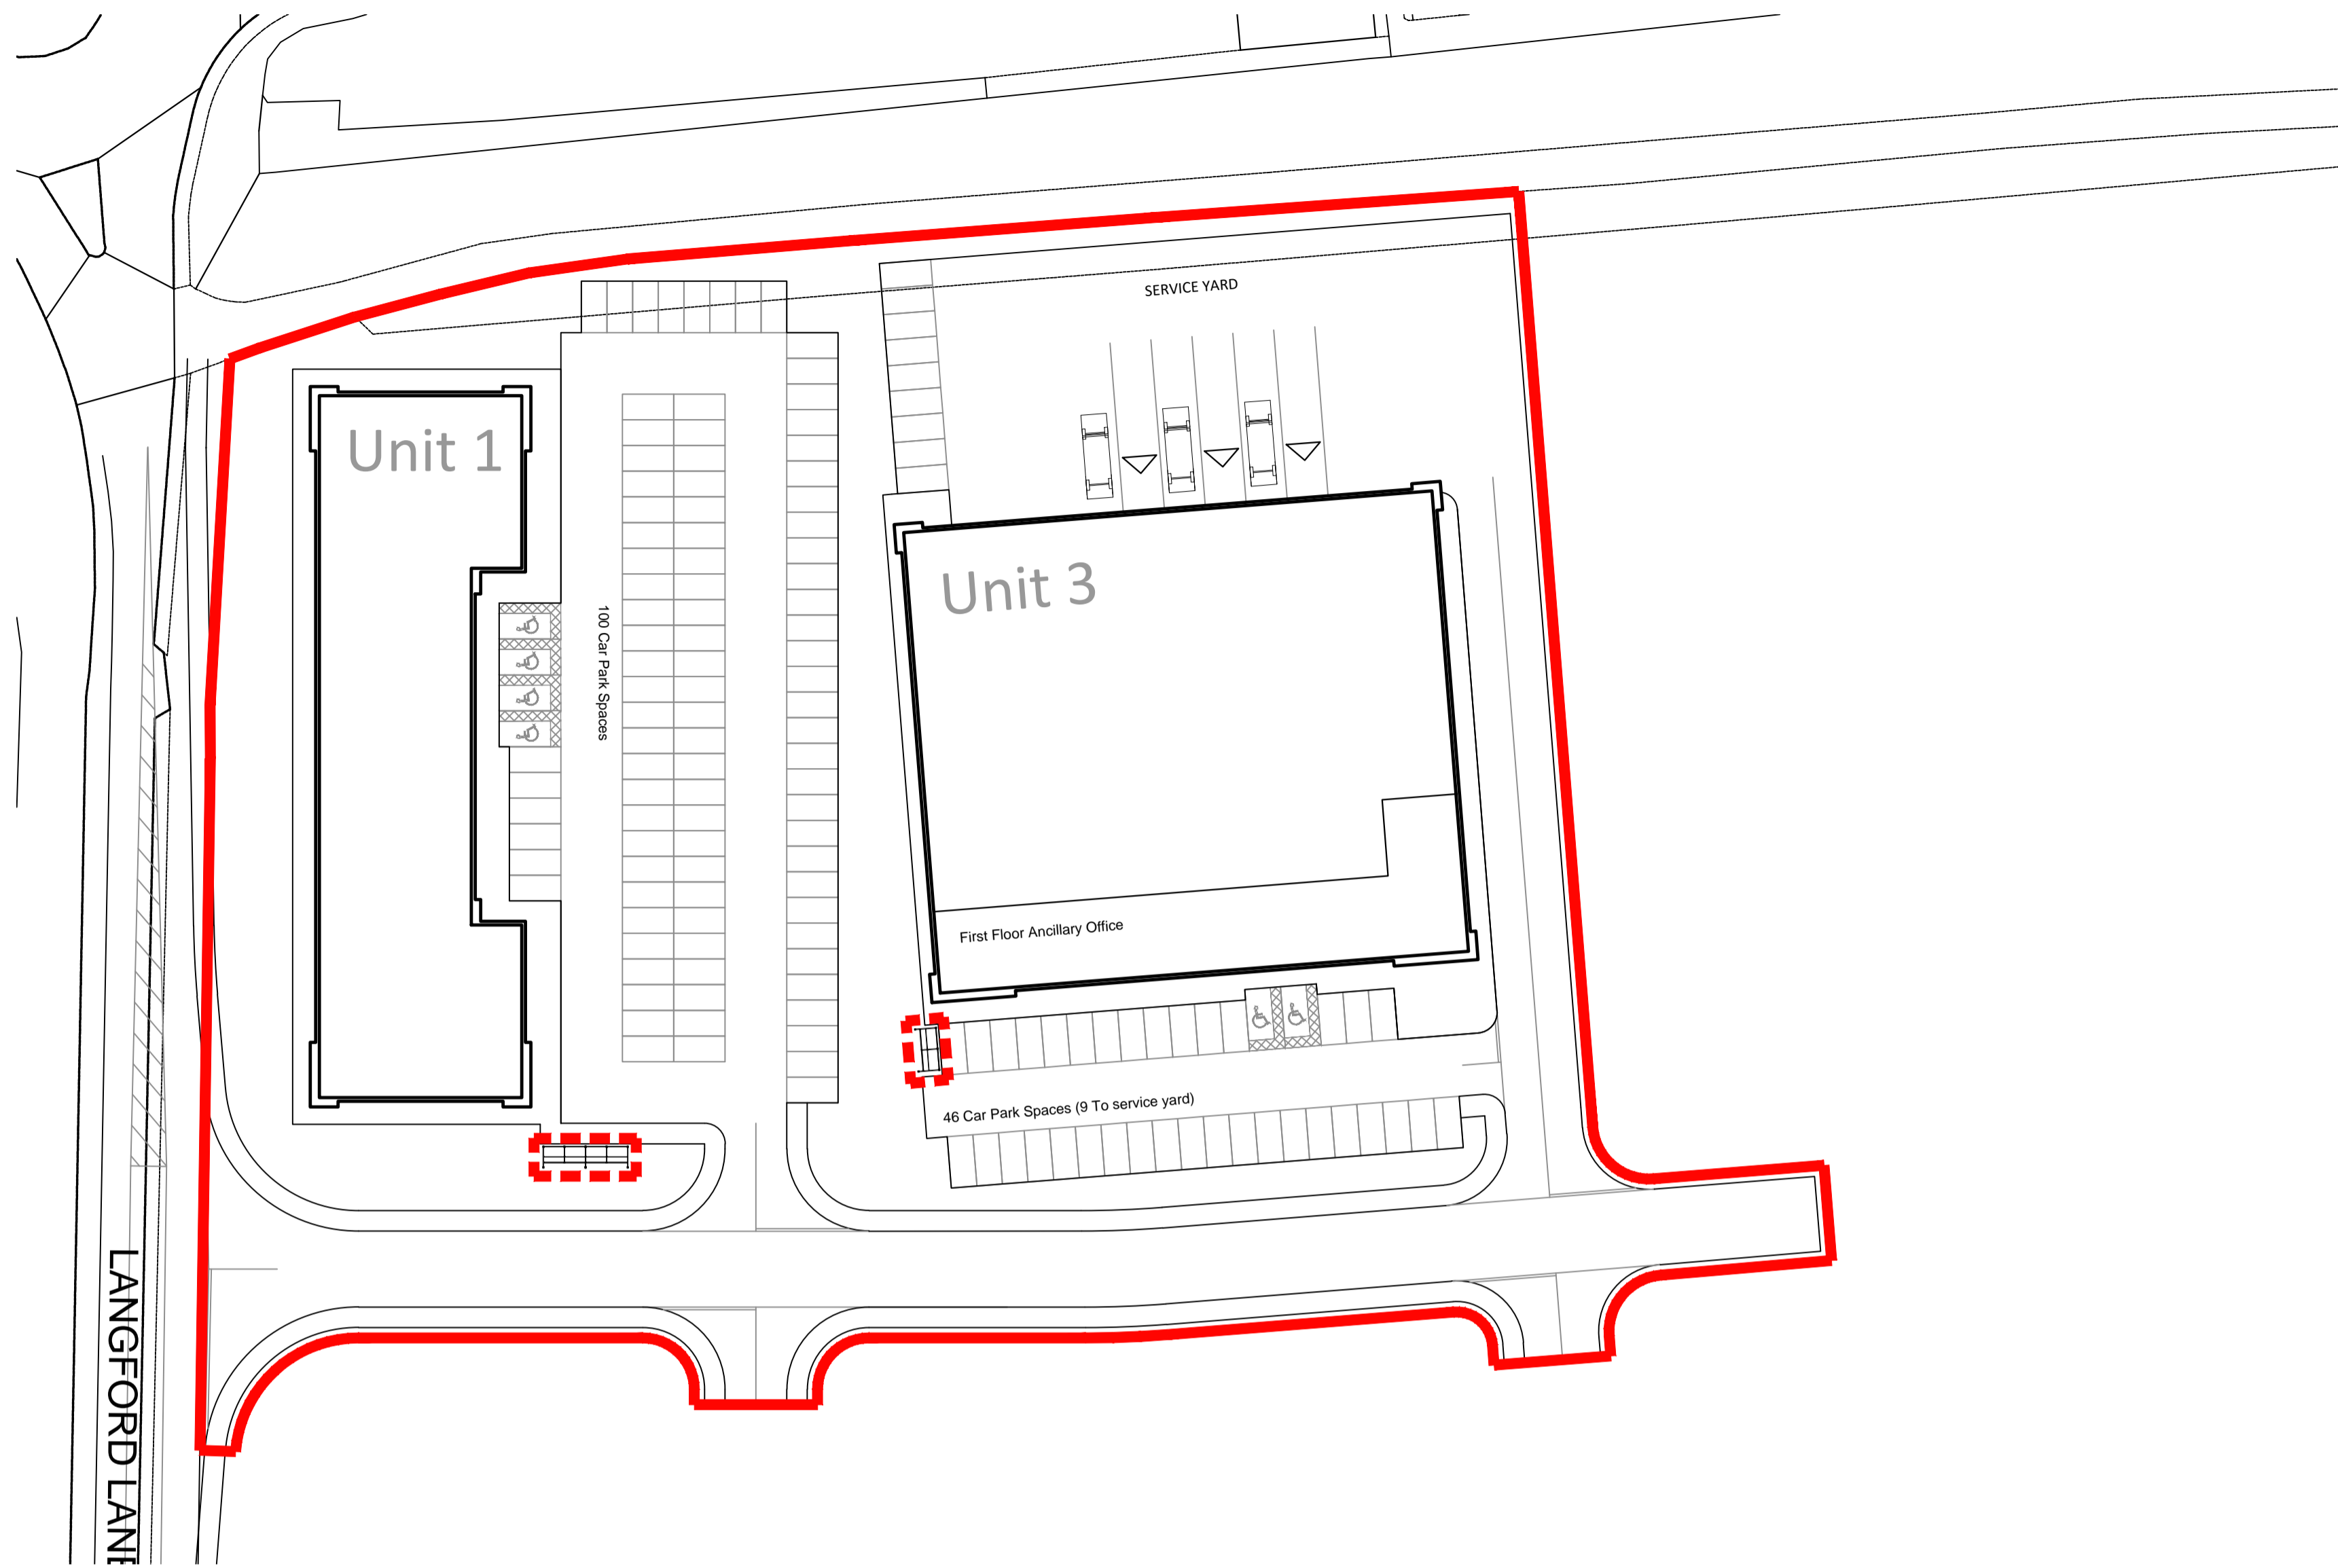 SERVICE YARD
Unit 1
Unit 3
100 Car Park Spaces
First Floor Ancillary Office
46 Car Park Spaces (9 To service yard)
LANGFORD LANE